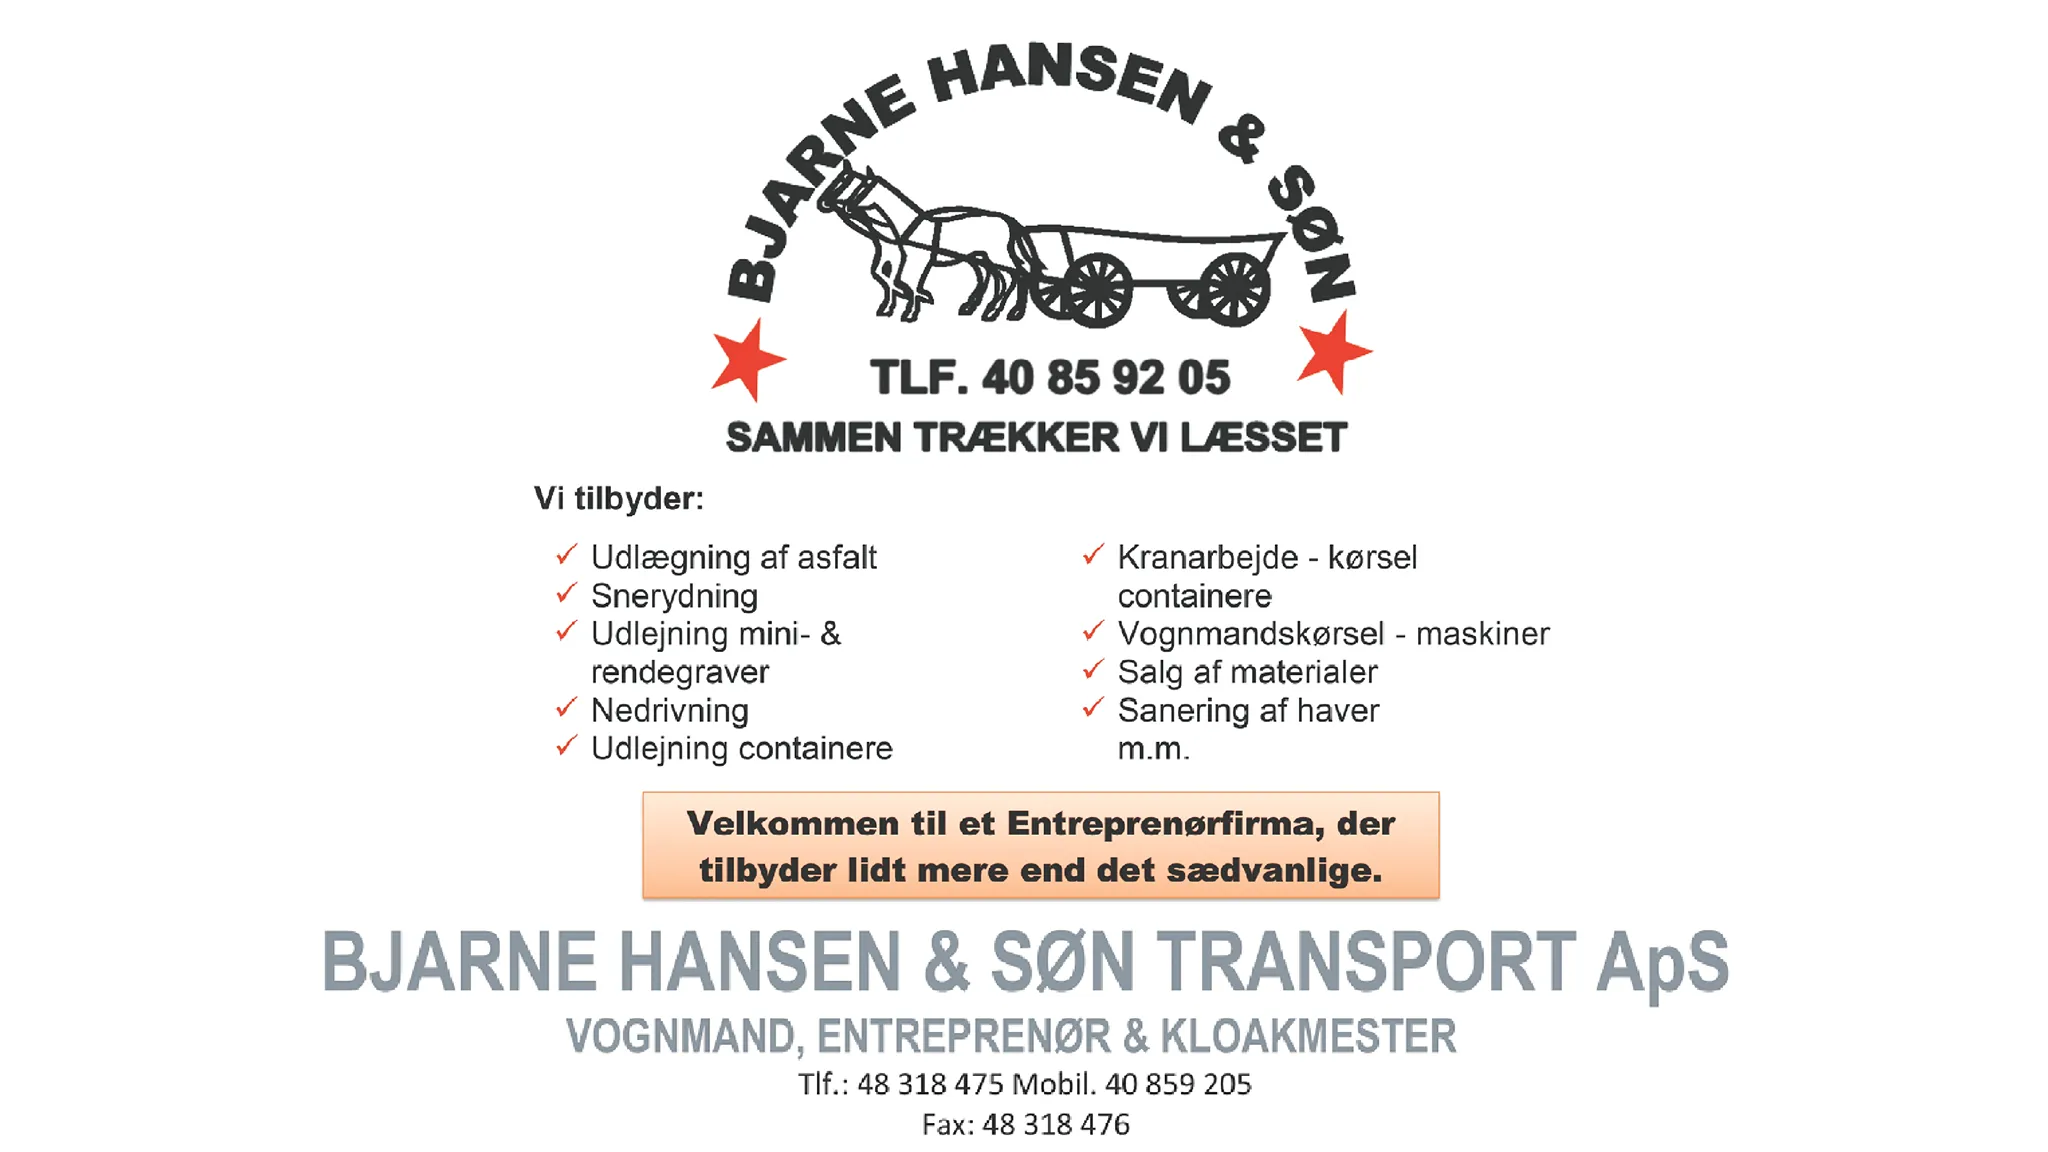 BJARNE HANSEN & SØN
TLF. 40 85 92 05
SAMMEN TRÆKKER VI LÆSSET
Vi tilbyder:
Udlægning af asfalt
Snerydning
Udlejning mini- &
rendegraver
Nedrivning
Udlejning containere
Kranarbejde - kørsel
containere
Vognmandskørsel - maskiner
Salg af materialer
Sanering af haver
m.m.
Velkommen til et Entreprenørfirma, der
tilbyder lidt mere end det sædvanlige.
BJARNE HANSEN & SØN TRANSPORT ApS
VOGNMAND, ENTREPRENØR & KLOAKMESTER
Tlf.: 48 318 475 Mobil. 40 859 205
Fax: 48 318 476